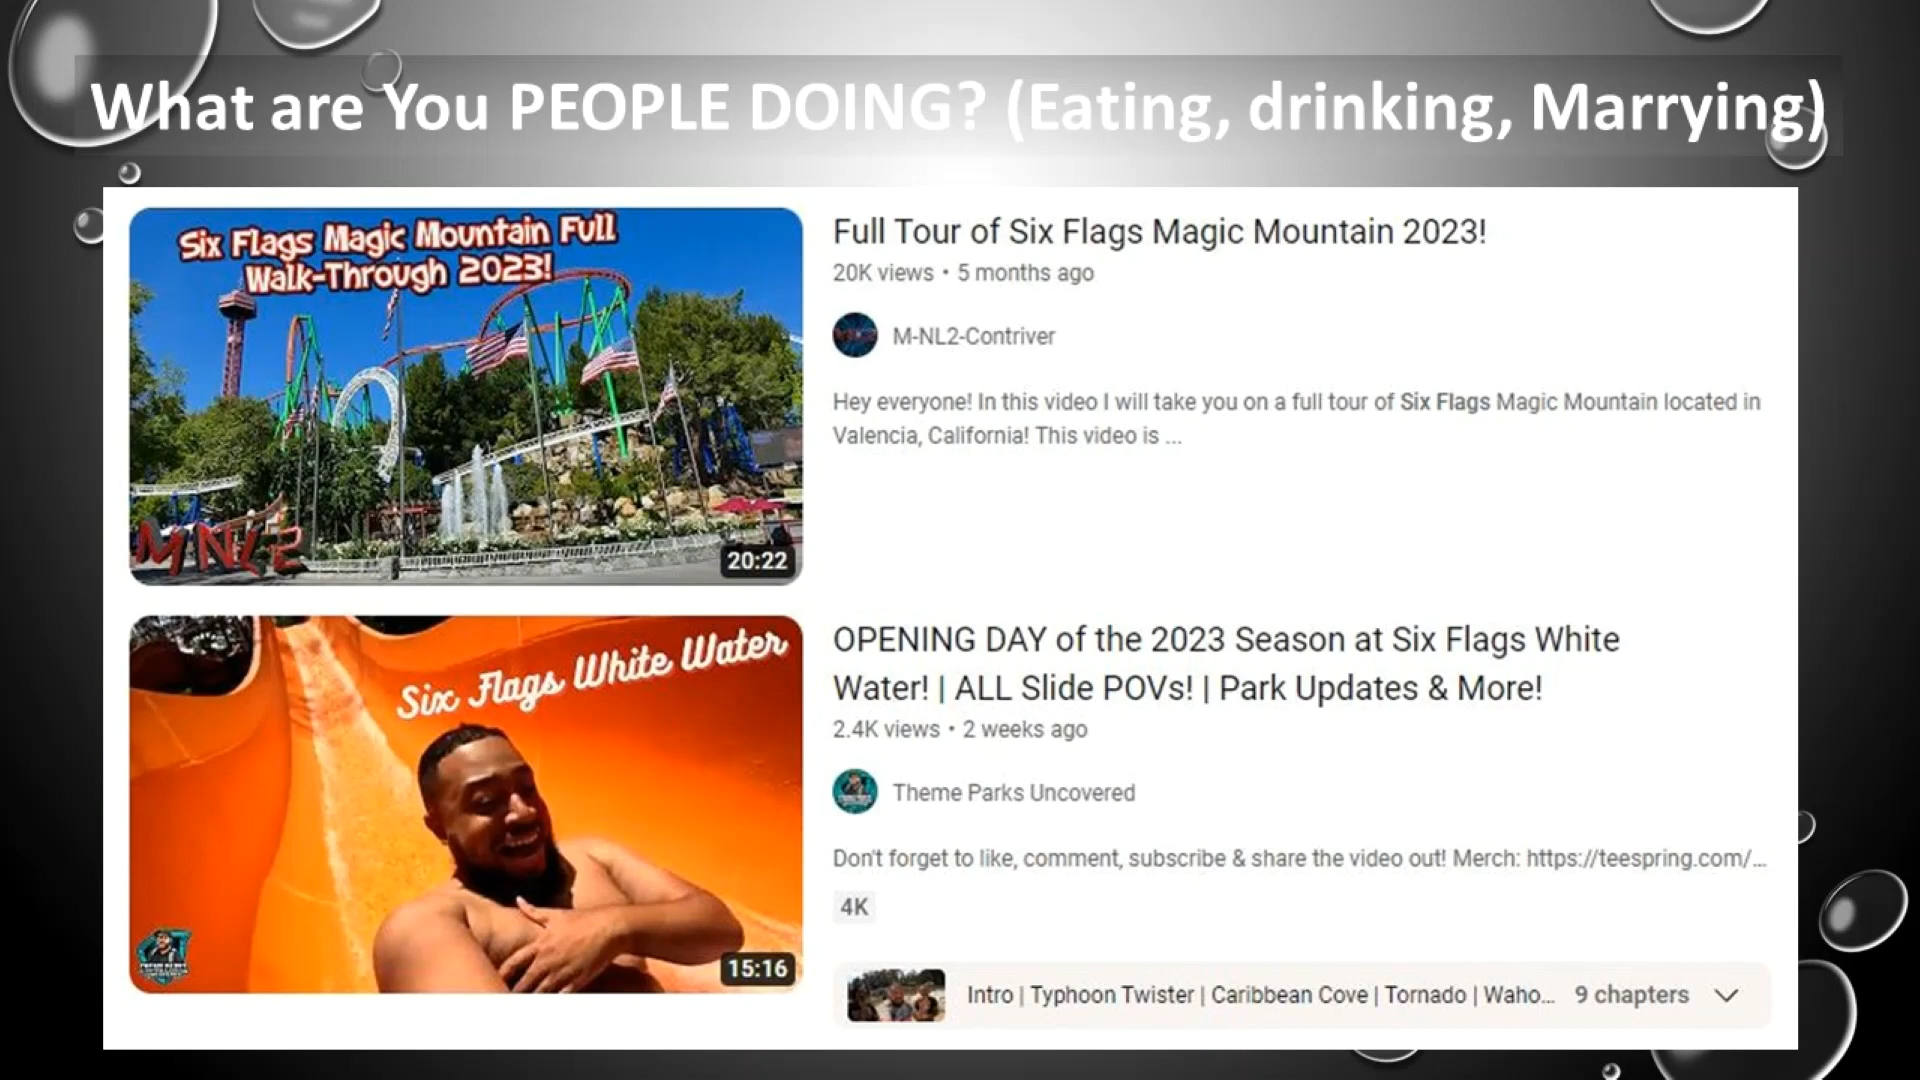 What are You PEOPLE DOING? (Eating, drinking, Marrying)
Six Flags Magic Mountain Full
Walk-Through 2023!
MNL2
20:22
Full Tour of Six Flags Magic Mountain 2023!
20K views • 5 months ago
M-NL2-Contriver
Hey everyone! In this video I will take you on a full tour of Six Flags Magic Mountain located in
Valencia, California! This video is ...
Six Flags White Water
15:16
OPENING DAY of the 2023 Season at Six Flags White
Water! | ALL Slide POVs! | Park Updates & More!
2.4K views • 2 weeks ago
Theme Parks Uncovered
Don't forget to like, comment, subscribe & share the video out! Merch: https://teespring.com/...
4K
Intro | Typhoon Twister | Caribbean Cove | Tornado | Waho... 9 chapters